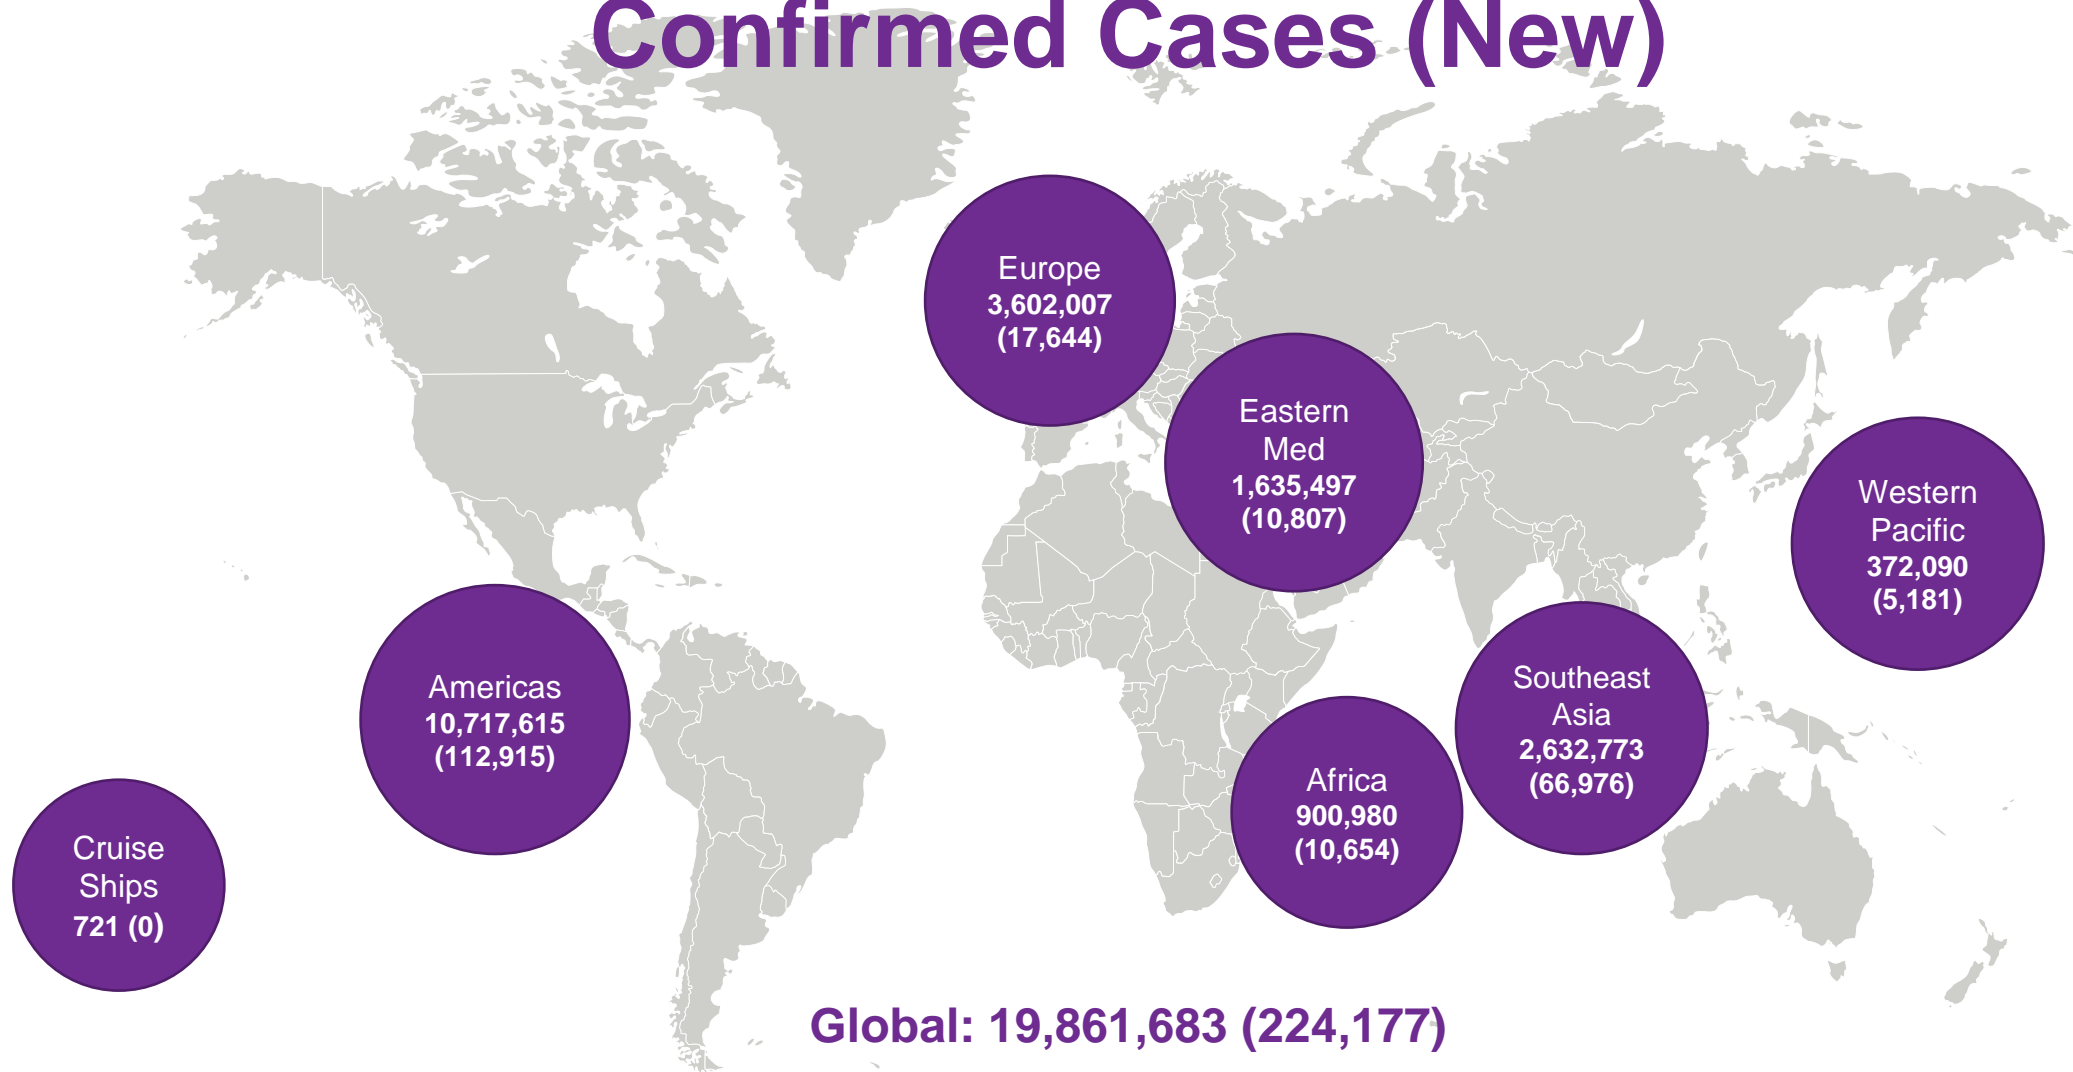 Confirmed Cases (New)
Europe
3,602,007
(17,644)
Eastern
Med
1,635,497
(10,807)
Western
Pacific
372,090
(5,181)
Americas
10,717,615
(112,915)
Southeast
Asia
2,632,773
(66,976)
Africa
900,980
(10,654)
Cruise
Ships
721 (0)
Global: 19,861,683 (224,177)